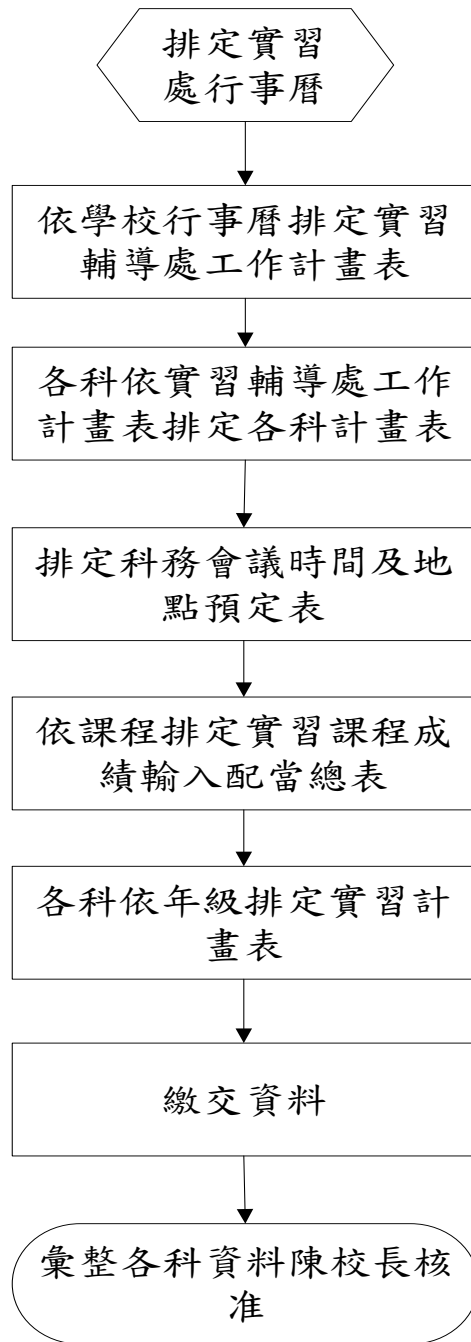 排定實習
處行事曆
依學校行事曆排定實習
輔導處工作計畫表
各科依實習輔導處工作
計畫表排定各科計畫表
排定科務會議時間及地
點預定表
依課程排定實習課程成
績輸入配當總表
各科依年級排定實習計
畫表
繳交資料
彙整各科資料陳校長核
准